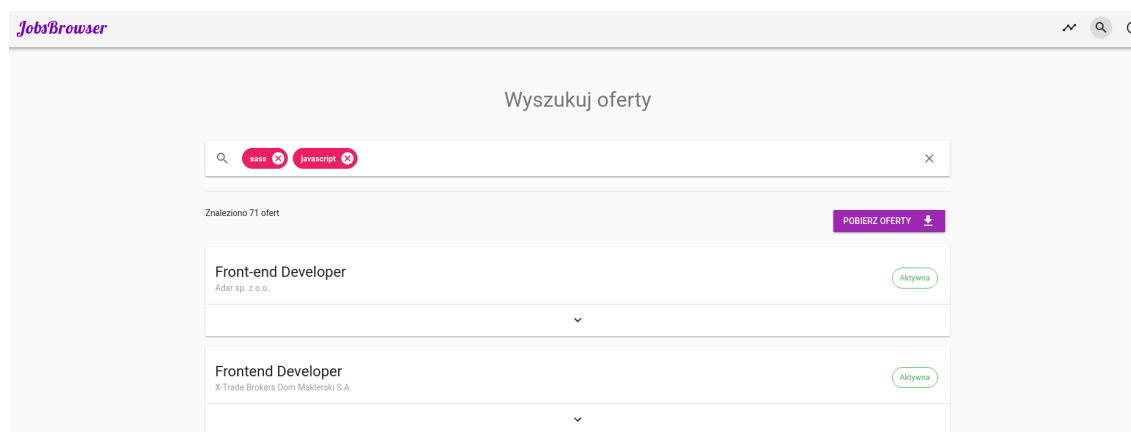 JobsBrowser
Wyszukuj oferty
sass javascript
Znaleziono 71 ofert
POBIERZ OFERTY
Front-end Developer
Adar sp. z o.o.
Aktywna
Frontend Developer
X-Trade Brokers Dom Maklerski S.A.
Aktywna